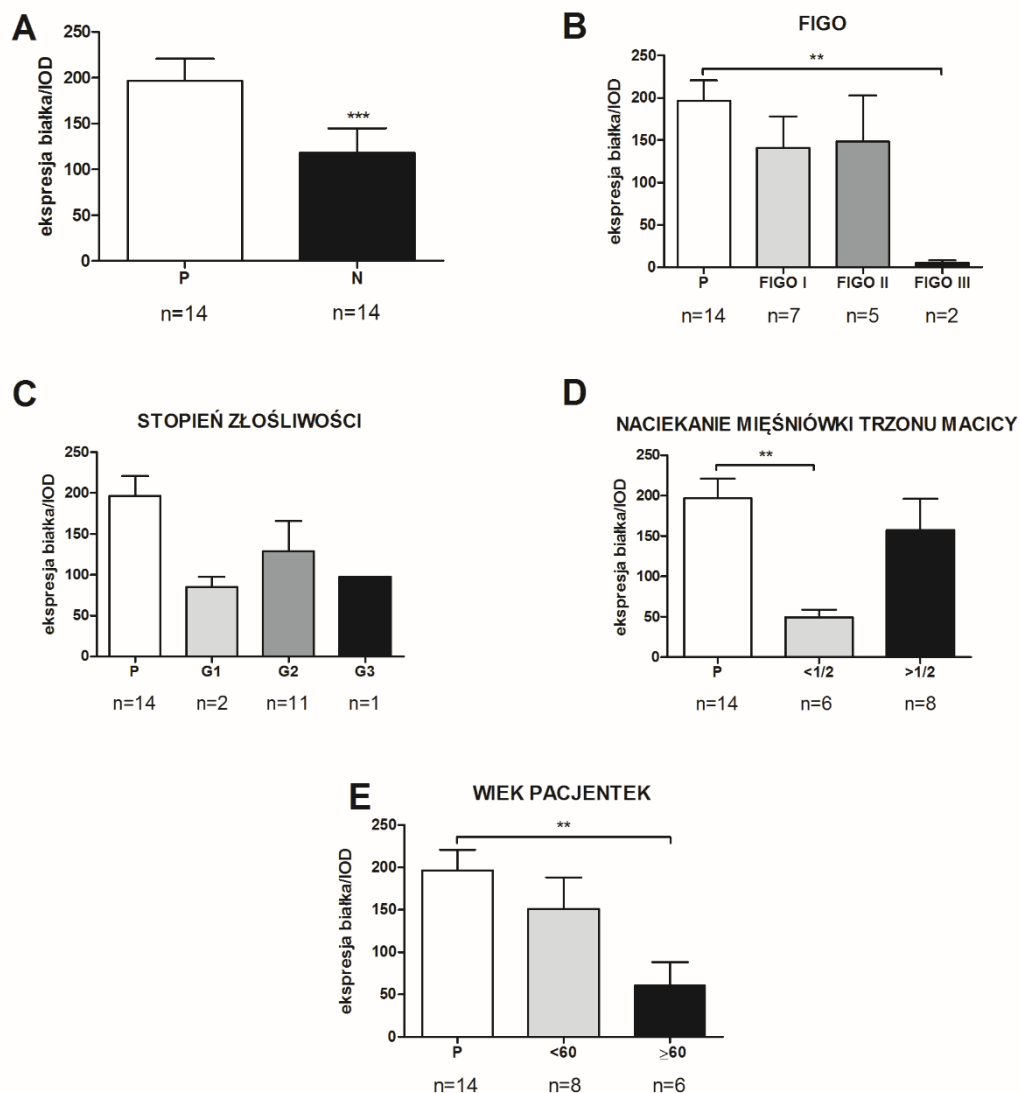 A
ekspresja białka/IOD
250
200
150
100
50
0
***
P
N
n=14
n=14
B
FIGO
ekspresja białka/IOD
250
200
150
100
50
0
**
P
FIGO I
FIGO II
FIGO III
n=14
n=7
n=5
n=2
C
STOPIEŃ ZŁOŚLIWOŚCI
ekspresja białka/IOD
250
200
150
100
50
0
P
G1
G2
G3
n=14
n=2
n=11
n=1
D
NACIEKANIE MIĘŚNIÓWKI TRZONU MACICY
ekspresja białka/IOD
250
200
150
100
50
0
**
P
<1/2
>1/2
n=14
n=6
n=8
E
WIEK PACJENTEK
ekspresja białka/IOD
250
200
150
100
50
0
**
P
<60
≥60
n=14
n=8
n=6